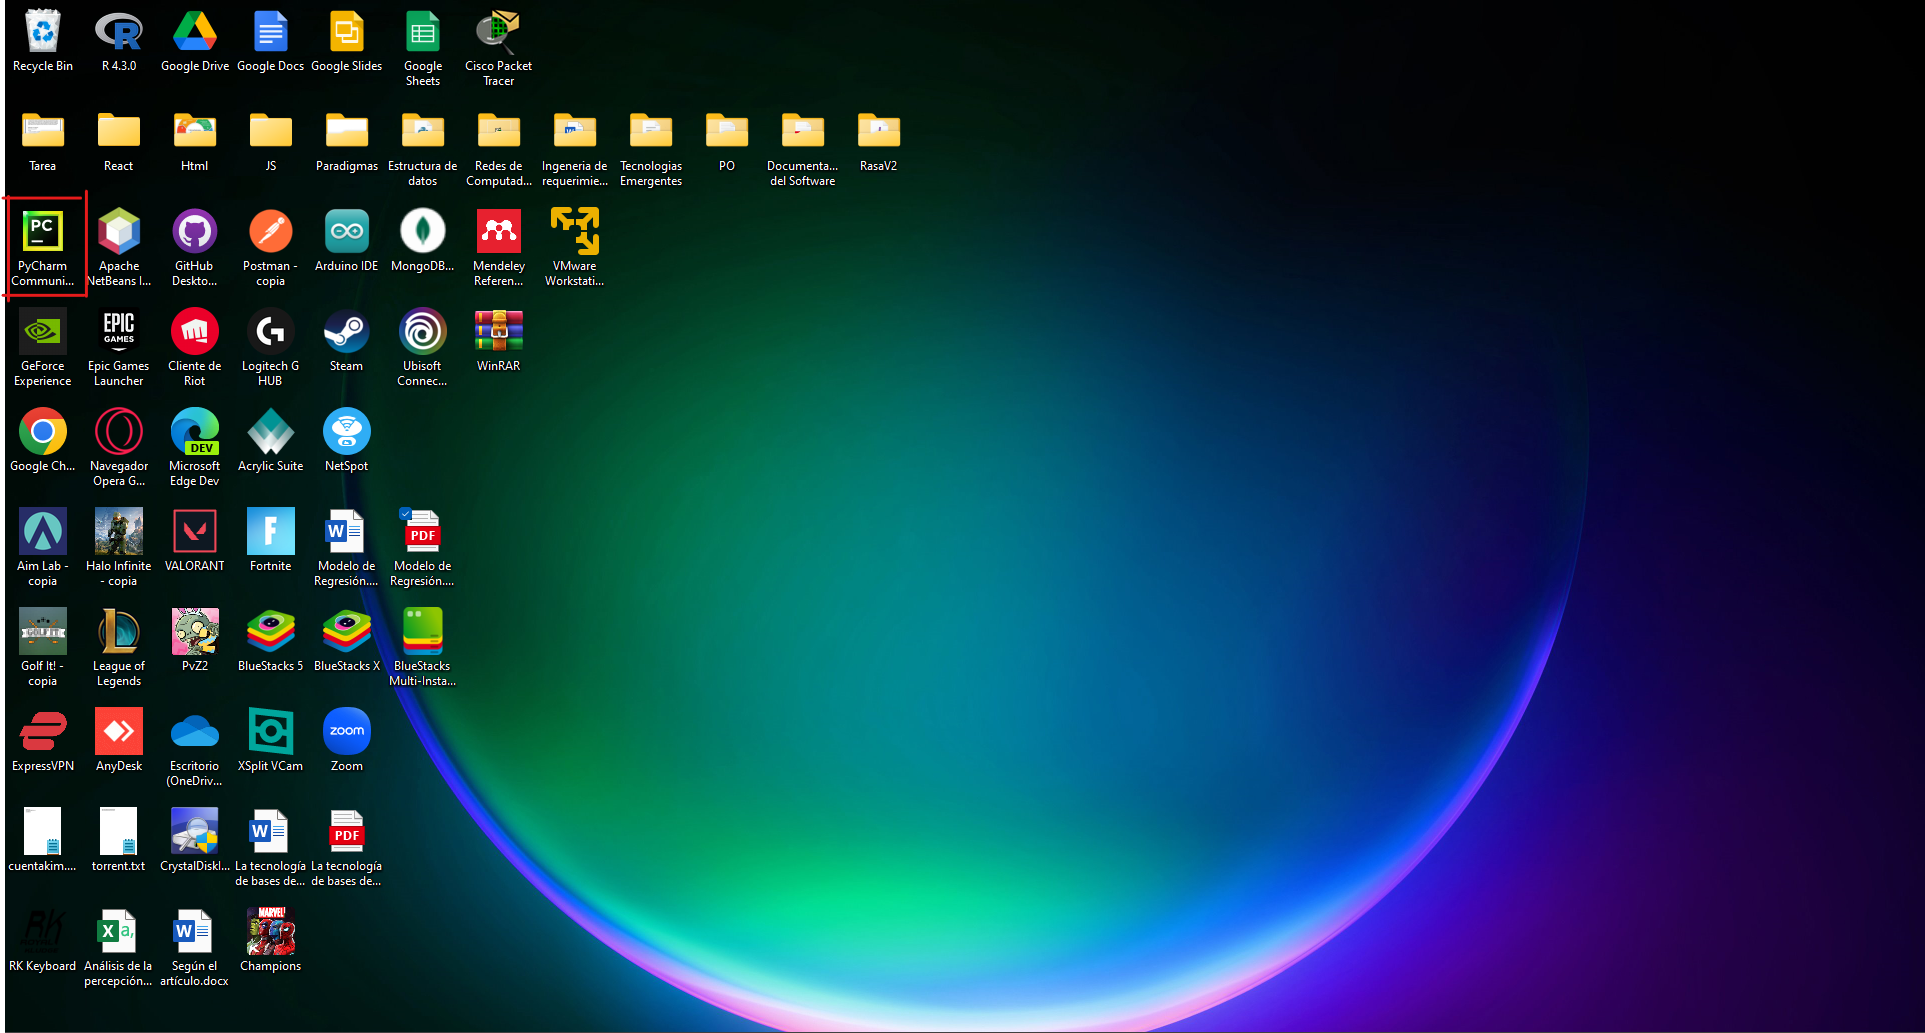 Recycle Bin
R 4.3.0
Google Drive
Google Docs
Google Slides
Google
Sheets
Cisco Packet
Tracer
Tarea
React
Html
JS
Paradigmas
Estructura de
datos
Redes de
Computad...
Ingeneria de
requerimie...
Tecnologias
Emergentes
PO
Documenta...
del Software
RasaV2
PC
PyCharm
Communi...
Apache
NetBeans I...
GitHub
Deskto...
Postman -
copia
Arduino IDE
MongoDB...
Mendeley
Referen...
VMware
Workstati...
GeForce
Experience
EPIC
GAMES
Epic Games
Launcher
Cliente de
Riot
Logitech G
HUB
Steam
Ubisoft
Connec...
WinRAR
Google Ch...
Navegador
Opera G...
DEV
Microsoft
Edge Dev
Acrylic Suite
NetSpot
Aim Lab -
copia
Halo Infinite
- copia
VALORANT
F
Fortnite
W
Modelo de
Regresión....
PDF
Modelo de
Regresión....
GOLF IT!
Golf It! -
copia
League of
Legends
PvZ2
BlueStacks 5
BlueStacks X
BlueStacks
Multi-Insta...
ExpressVPN
AnyDesk
Escritorio
(OneDriv...
XSplit VCam
zoom
Zoom
cuentakim....
torrent.txt
CrystalDiskI...
W
La tecnología
de bases de...
PDF
La tecnología
de bases de...
RK
RK Keyboard
X a,
Análisis de la
percepción...
W
Según el
artículo.docx
MARVEL
Champions